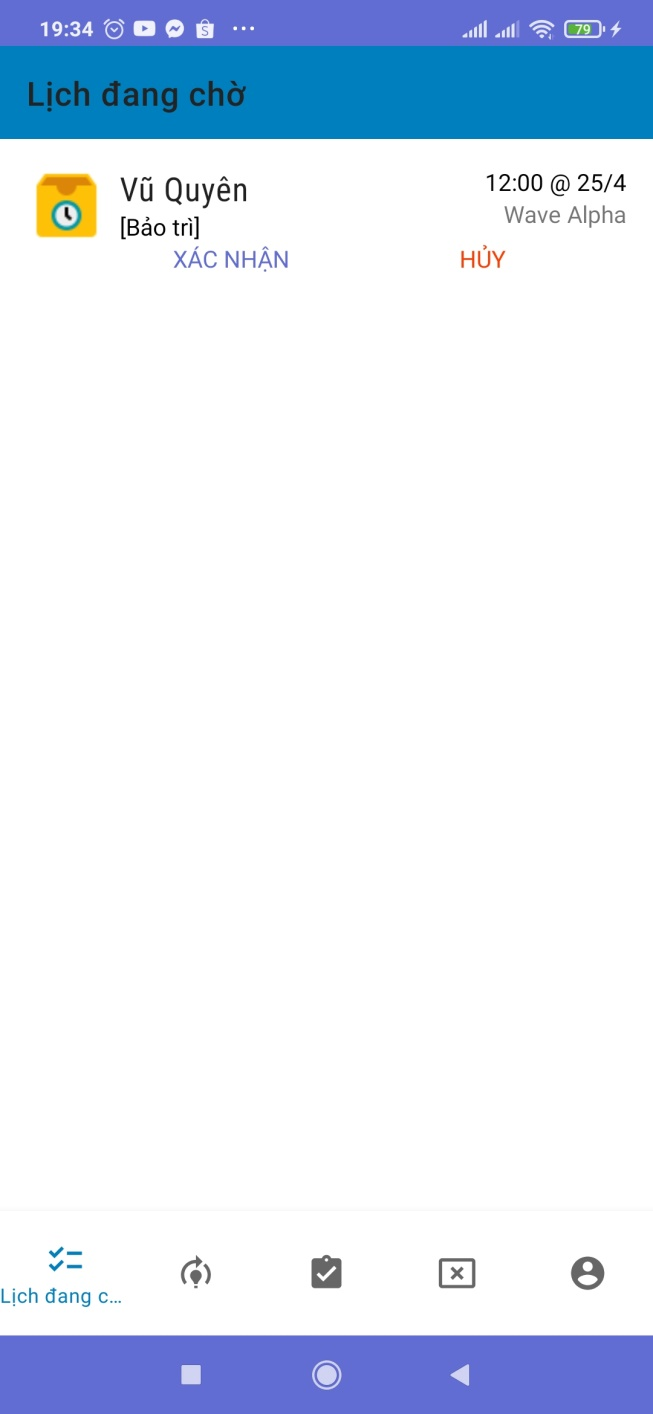 19:34
79
Lịch đang chờ
Vũ Quyên
12:00 @ 25/4
[Bảo trì]
Wave Alpha
XÁC NHẬN
HỦY
Lịch đang c...